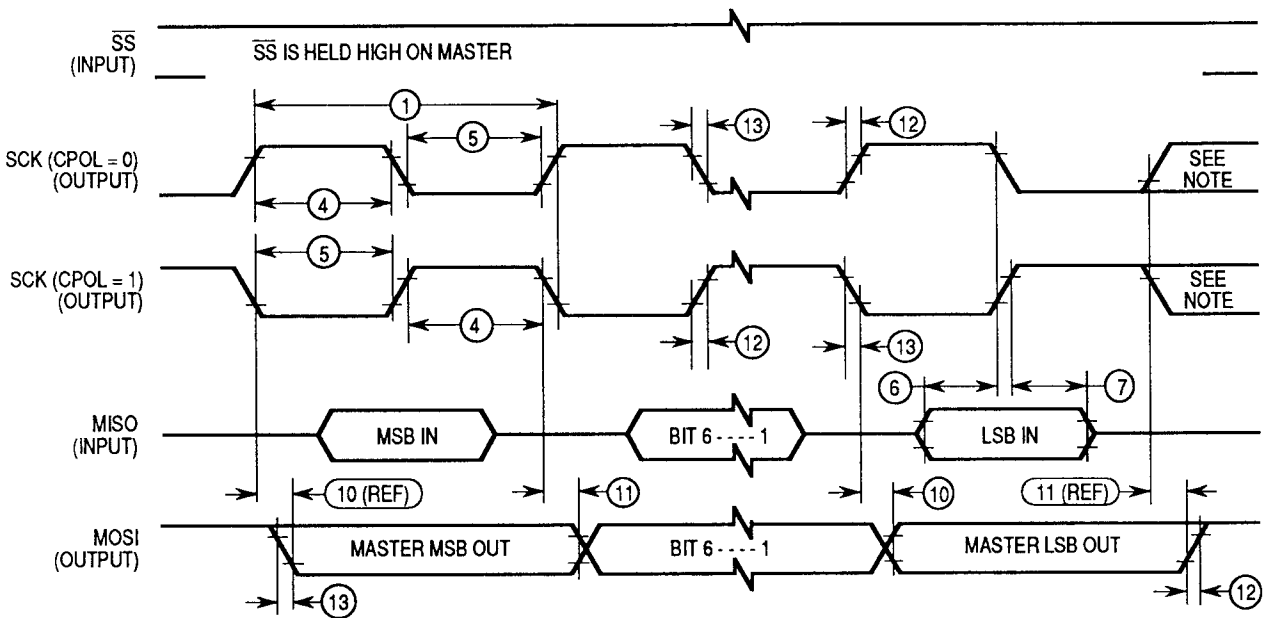 SS
(INPUT)
SS IS HELD HIGH ON MASTER
1
5
13
12
SCK (CPOL = 0)
(OUTPUT)
SEE
NOTE
4
5
SCK (CPOL = 1)
(OUTPUT)
SEE
NOTE
4
12
13
6
7
MISO
(INPUT)
MSB IN
BIT 6 - - - - - 1
LSB IN
10 (REF)
11
10
11 (REF)
MOSI
(OUTPUT)
MASTER MSB OUT
BIT 6 - - - - - 1
MASTER LSB OUT
13
12